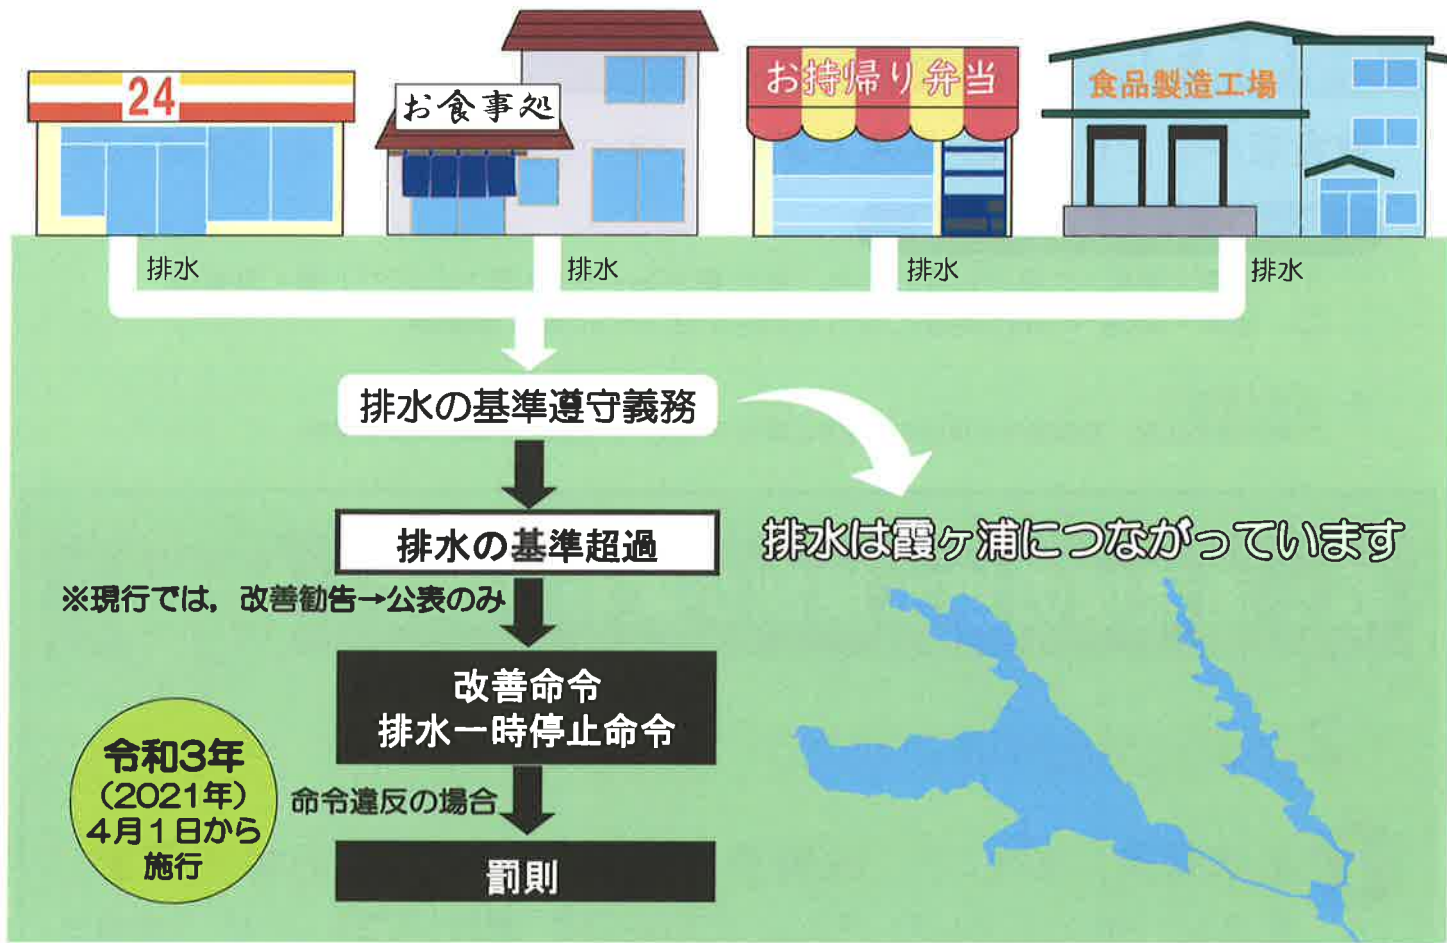 24
お食事処
お持帰り弁当
食品製造工場
排水
排水
排水
排水
排水の基準遵守義務
排水の基準超過
排水は霞ヶ浦につながっています
※現行では，改善勧告→公表のみ
改善命令
排水一時停止命令
令和3年
（2021年）
4月1日から
施行
命令違反の場合
罰則